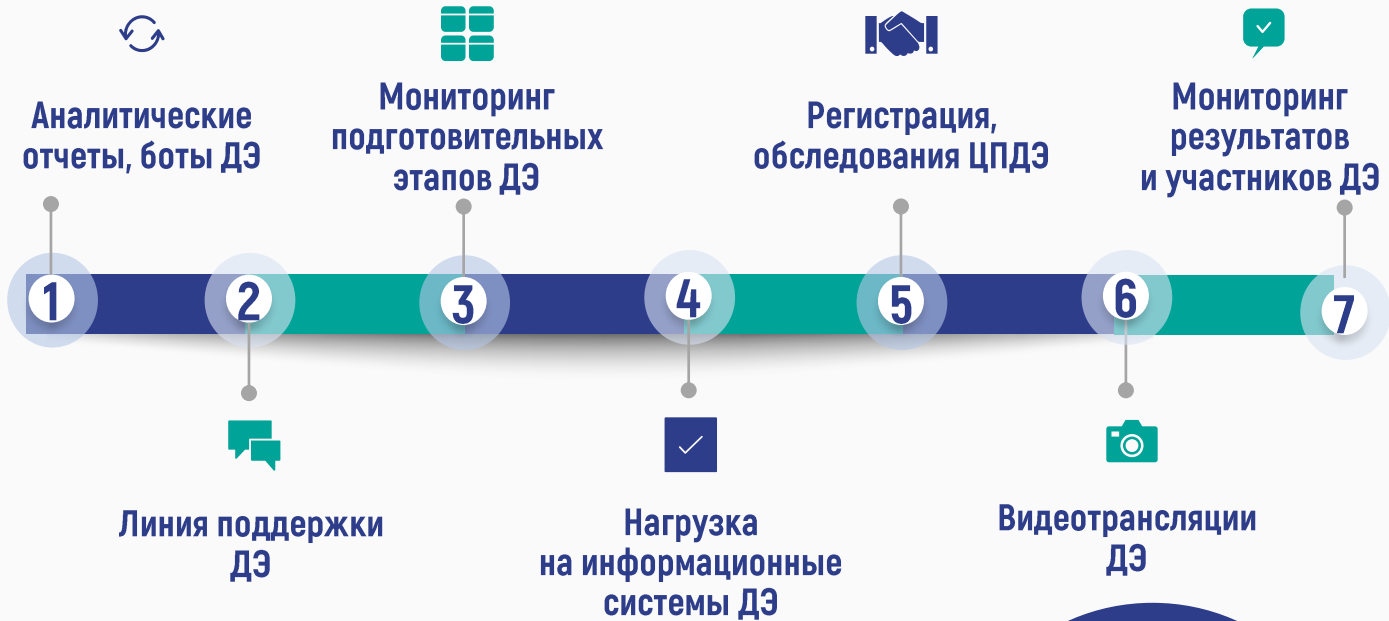 Аналитические
отчеты, боты ДЭ
Мониторинг
подготовительных
этапов ДЭ
Регистрация,
обследования ЦПДЭ
Мониторинг
результатов
и участников ДЭ
1
2
3
4
5
6
7
Линия поддержки
ДЭ
Нагрузка
на информационные
системы ДЭ
Видеотрансляции
ДЭ